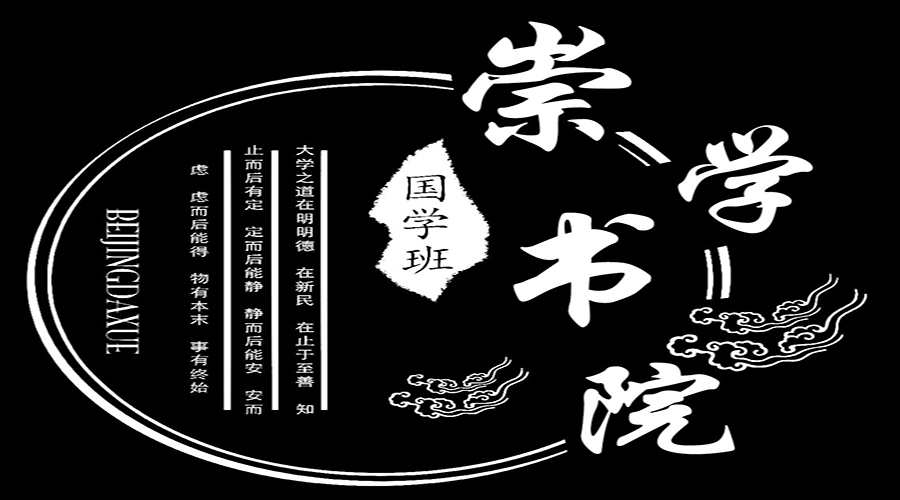 崇学书院
国学班
大学之道在明明德 在新民 在止于至善 知
止而后有定 定而后能静 静而后能安 安而
虑 虑而后能得 物有本末 事有终始
BEIJINGDAXUE